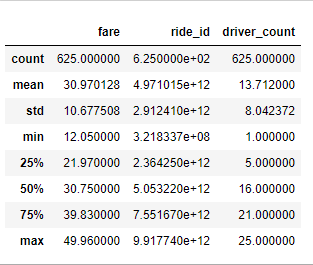 fare ride_id driver_count
count 625.000000 6.250000e+02 625.000000
mean 30.970128 4.971015e+12 13.712000
std 10.677508 2.912410e+12 8.042372
min 12.050000 3.218337e+08 1.000000
25% 21.970000 2.364250e+12 5.000000
50% 30.750000 5.053220e+12 16.000000
75% 39.830000 7.551670e+12 21.000000
max 49.960000 9.917740e+12 25.000000